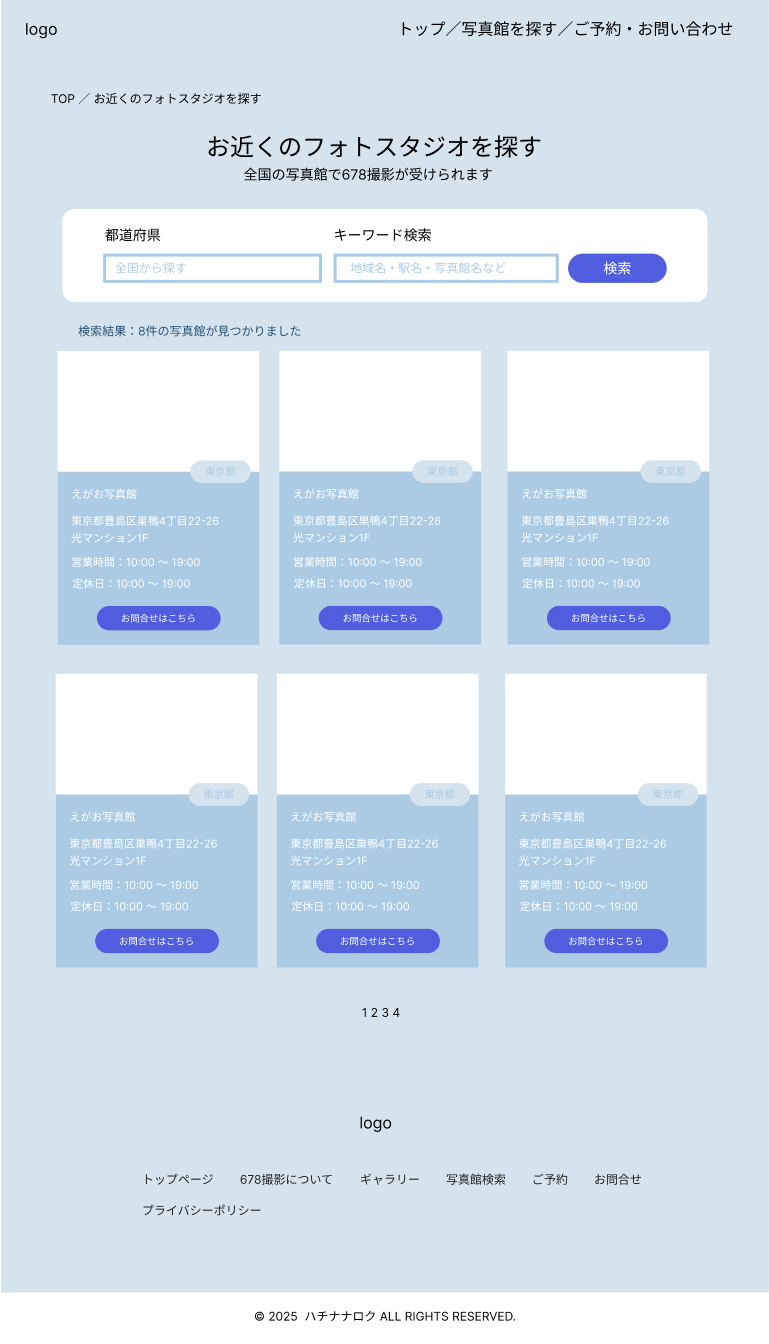 logo
トップ／写真館を探す／ご予約・お問い合わせ
TOP ／ お近くのフォトスタジオを探す
お近くのフォトスタジオを探す
全国の写真館で678撮影が受けられます
都道府県
キーワード検索
全国から探す
地域名・駅名・写真館名など
検索
検索結果：8件の写真館が見つかりました
東京都
えがお写真館
東京都豊島区巣鴨4丁目22-26
光マンション1F
営業時間：10:00 〜 19:00
定休日：10:00 〜 19:00
お問合せはこちら
東京都
えがお写真館
東京都豊島区巣鴨4丁目22-26
光マンション1F
営業時間：10:00 〜 19:00
定休日：10:00 〜 19:00
お問合せはこちら
東京都
えがお写真館
東京都豊島区巣鴨4丁目22-26
光マンション1F
営業時間：10:00 〜 19:00
定休日：10:00 〜 19:00
お問合せはこちら
東京都
えがお写真館
東京都豊島区巣鴨4丁目22-26
光マンション1F
営業時間：10:00 〜 19:00
定休日：10:00 〜 19:00
お問合せはこちら
東京都
えがお写真館
東京都豊島区巣鴨4丁目22-26
光マンション1F
営業時間：10:00 〜 19:00
定休日：10:00 〜 19:00
お問合せはこちら
東京都
えがお写真館
東京都豊島区巣鴨4丁目22-26
光マンション1F
営業時間：10:00 〜 19:00
定休日：10:00 〜 19:00
お問合せはこちら
1 2 3 4
logo
トップページ 678撮影について ギャラリー 写真館検索 ご予約 お問合せ
プライバシーポリシー
© 2025 ハチナナロク ALL RIGHTS RESERVED.